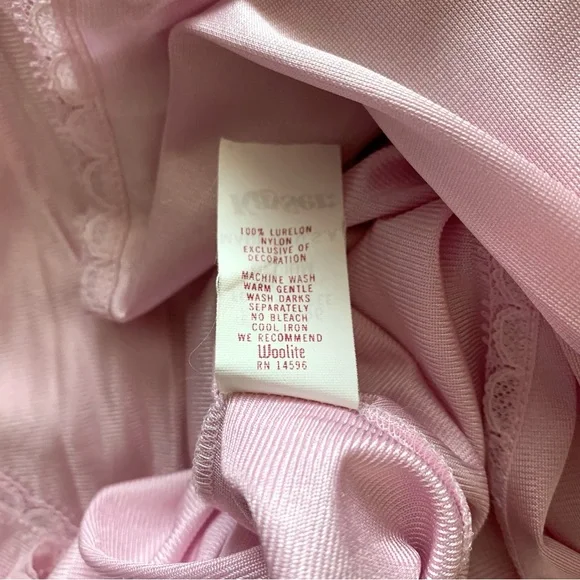 100% LURELON
NYLON
EXCLUSIVE OF
DECORATION
MACHINE WASH
WARM GENTLE
WASH DARKS
SEPARATELY
NO BLEACH
COOL IRON
WE RECOMMEND
Woolite
RN 14596